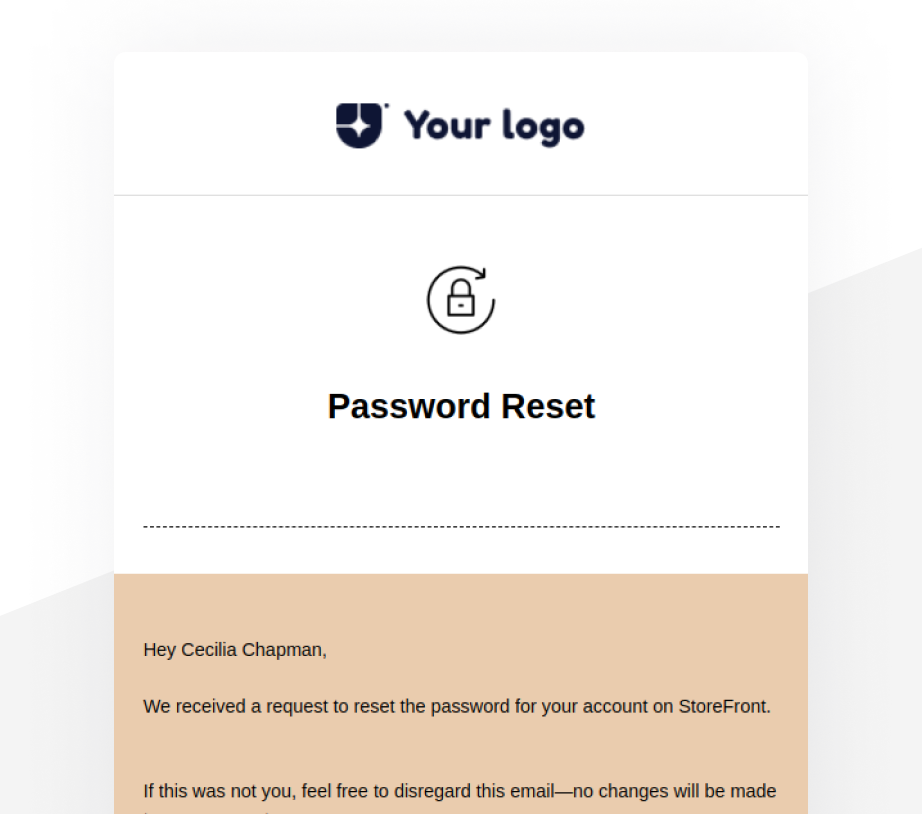 Your logo
Password Reset
Hey Cecilia Chapman,
We received a request to reset the password for your account on StoreFront.
If this was not you, feel free to disregard this email—no changes will be made